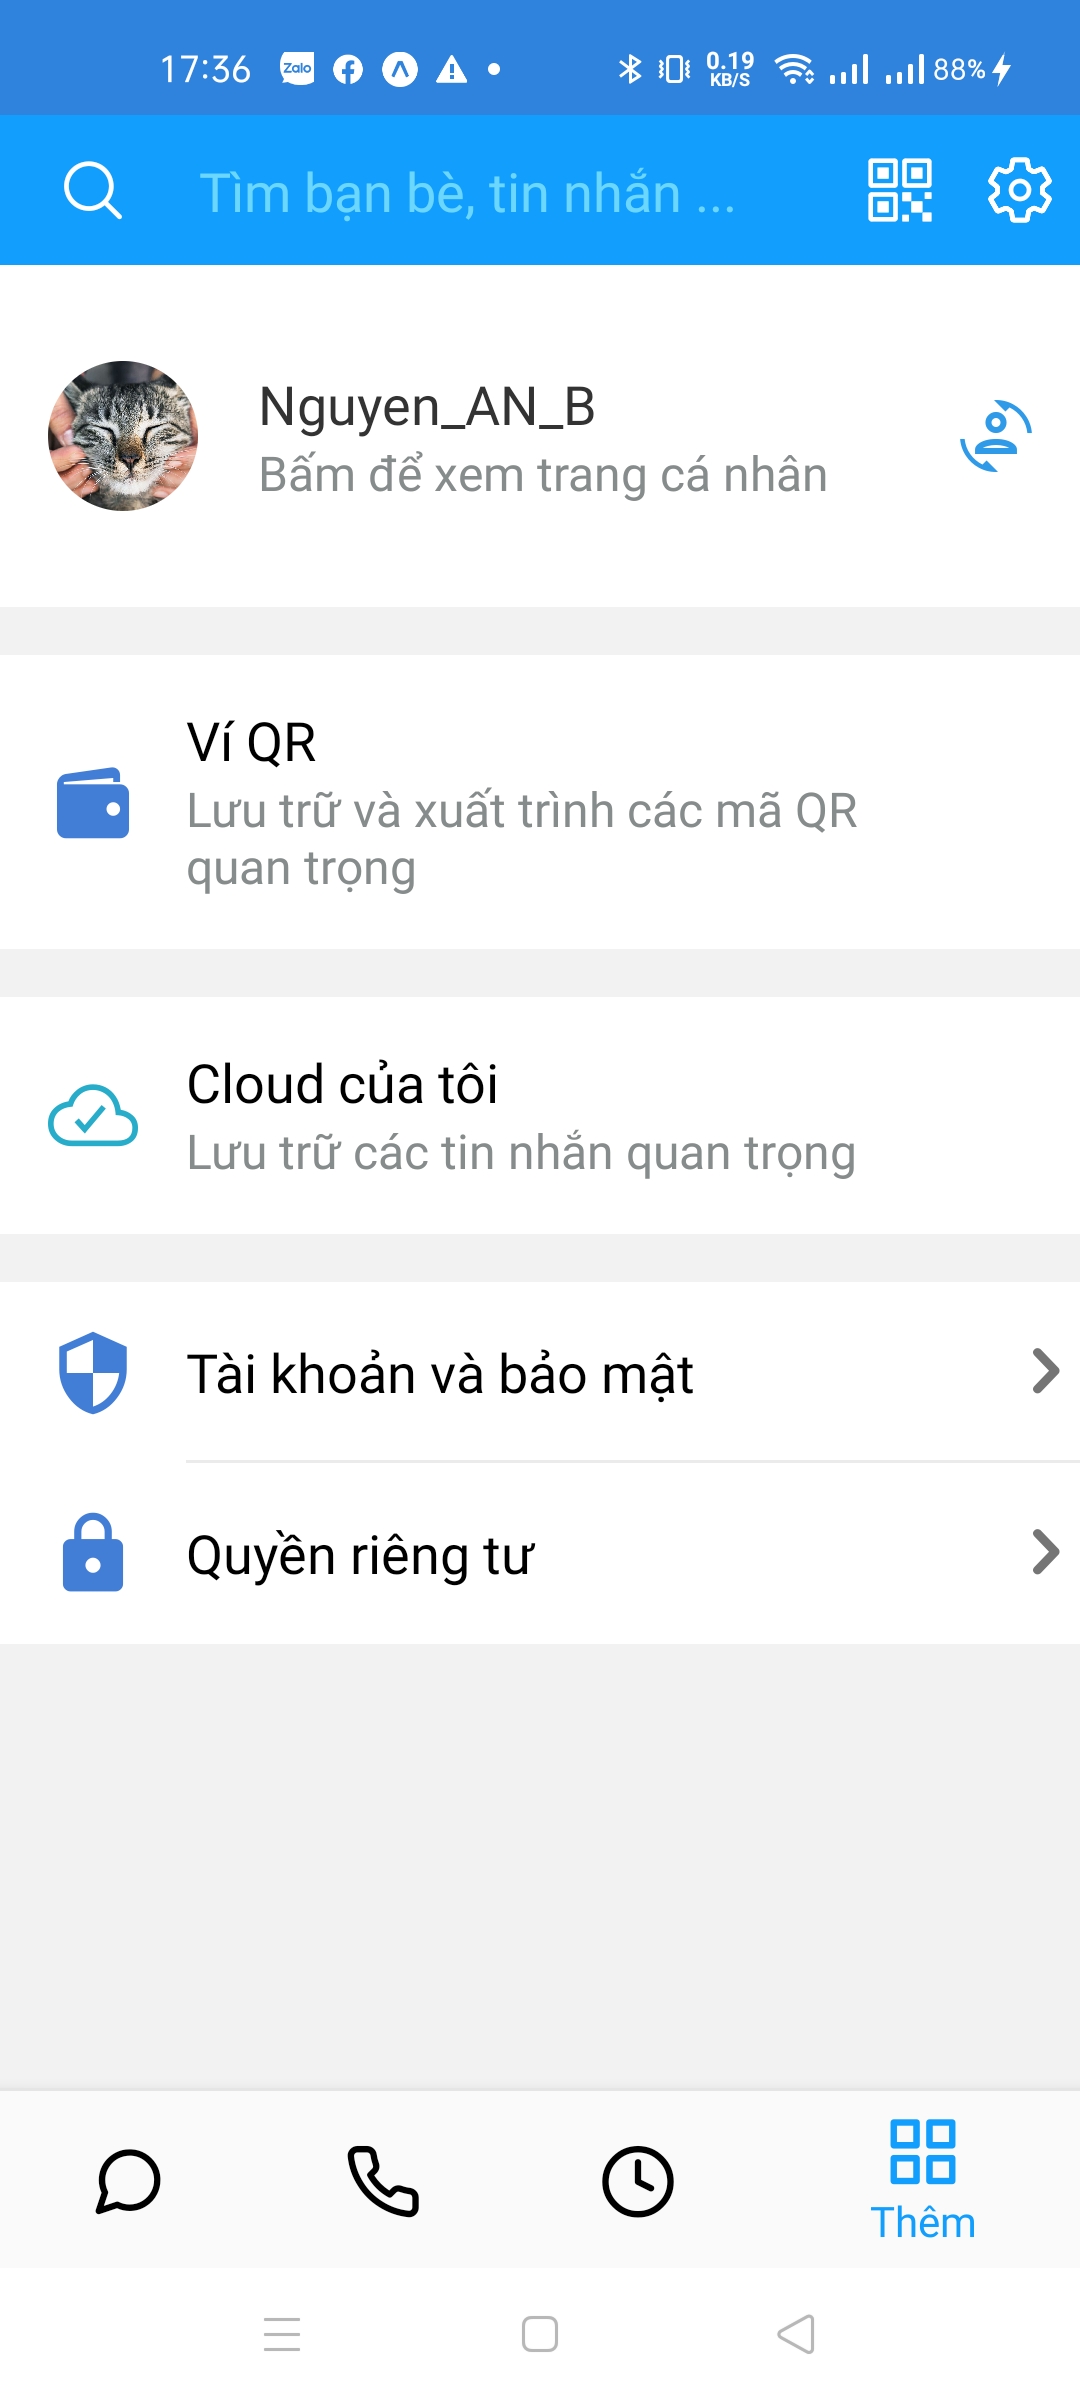 17:36 Zalo 0.19 KB/S 88%
Tìm bạn bè, tin nhắn ...
Nguyen_AN_B
Bấm để xem trang cá nhân
Ví QR
Lưu trữ và xuất trình các mã QR
quan trọng
Cloud của tôi
Lưu trữ các tin nhắn quan trọng
Tài khoản và bảo mật
Quyền riêng tư
Thêm